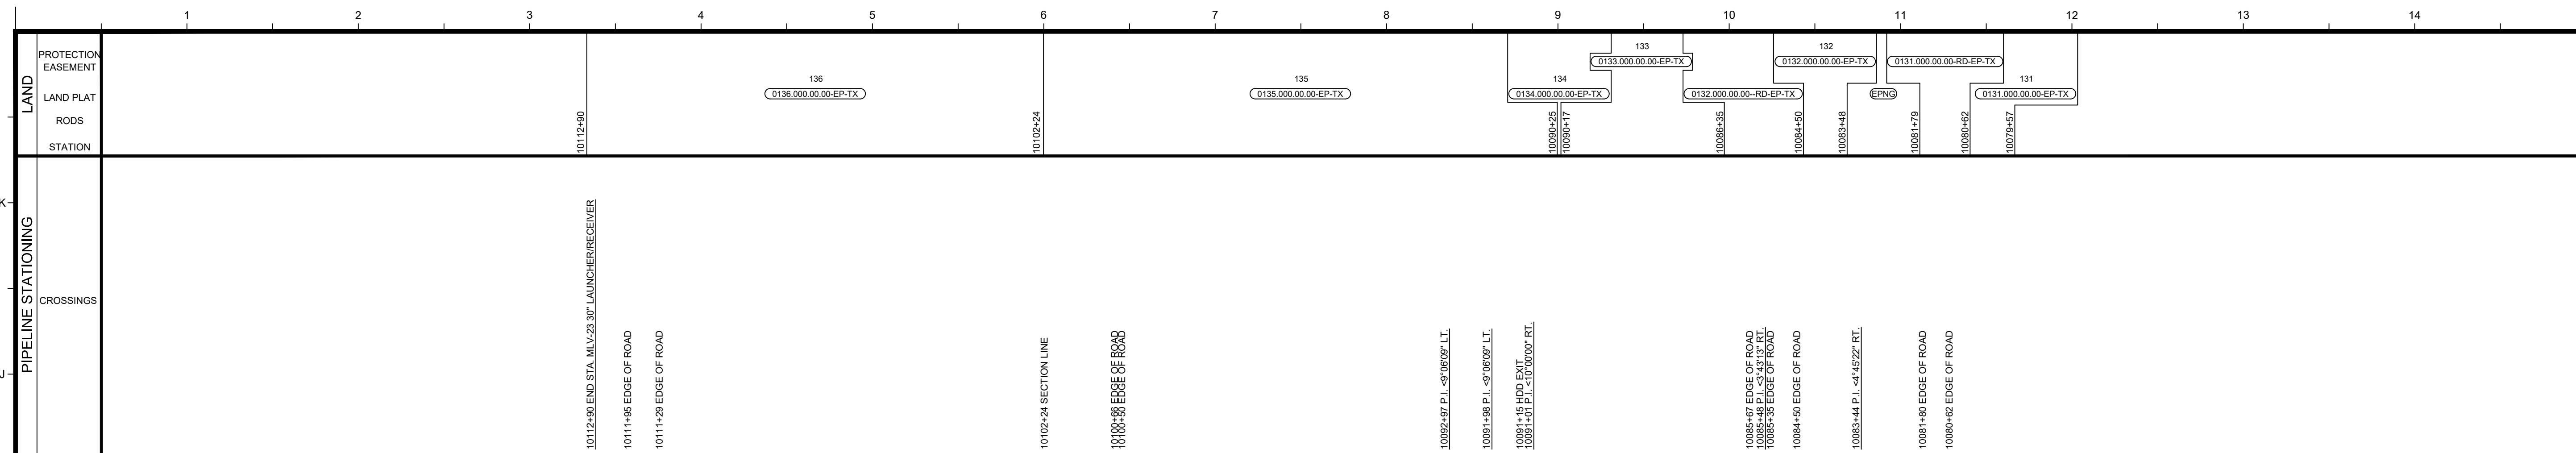 1 2 3 4 5 6 7 8 9 10 11 12 13 14
LAND
PROTECTION
EASEMENT
LAND PLAT
RODS
STATION
133
132
0133.000.00.00-EP-TX
0132.000.00.00-EP-TX
0131.000.00.00-RD-EP-TX
136
135
134
131
0136.000.00.00-EP-TX
0135.000.00.00-EP-TX
0134.000.00.00-EP-TX
0132.000.00.00--RD-EP-TX
EPNG
0131.000.00.00-EP-TX
10112+90
10102+24
10090+25
10090+17
10086+35
10084+50
10083+48
10081+79
10080+62
10079+57
K
J
PIPELINE STATIONING
CROSSINGS
10112+90 END STA. MLV-23 30" LAUNCHER/RECEIVER
10111+95 EDGE OF ROAD
10111+29 EDGE OF ROAD
10102+24 SECTION LINE
10100+66 EDGE OF ROAD
10100+50 EDGE OF ROAD
10092+97 P.I. <9°06'09" LT.
10091+98 P.I. <9°06'09" LT.
10091+15 HDD EXIT
10091+01 P.I. <10°00'00" RT.
10085+67 EDGE OF ROAD
10085+48 P.I. <3°43'13" RT.
10085+35 EDGE OF ROAD
10084+50 EDGE OF ROAD
10083+44 P.I. <4°45'22" RT.
10081+80 EDGE OF ROAD
10080+62 EDGE OF ROAD